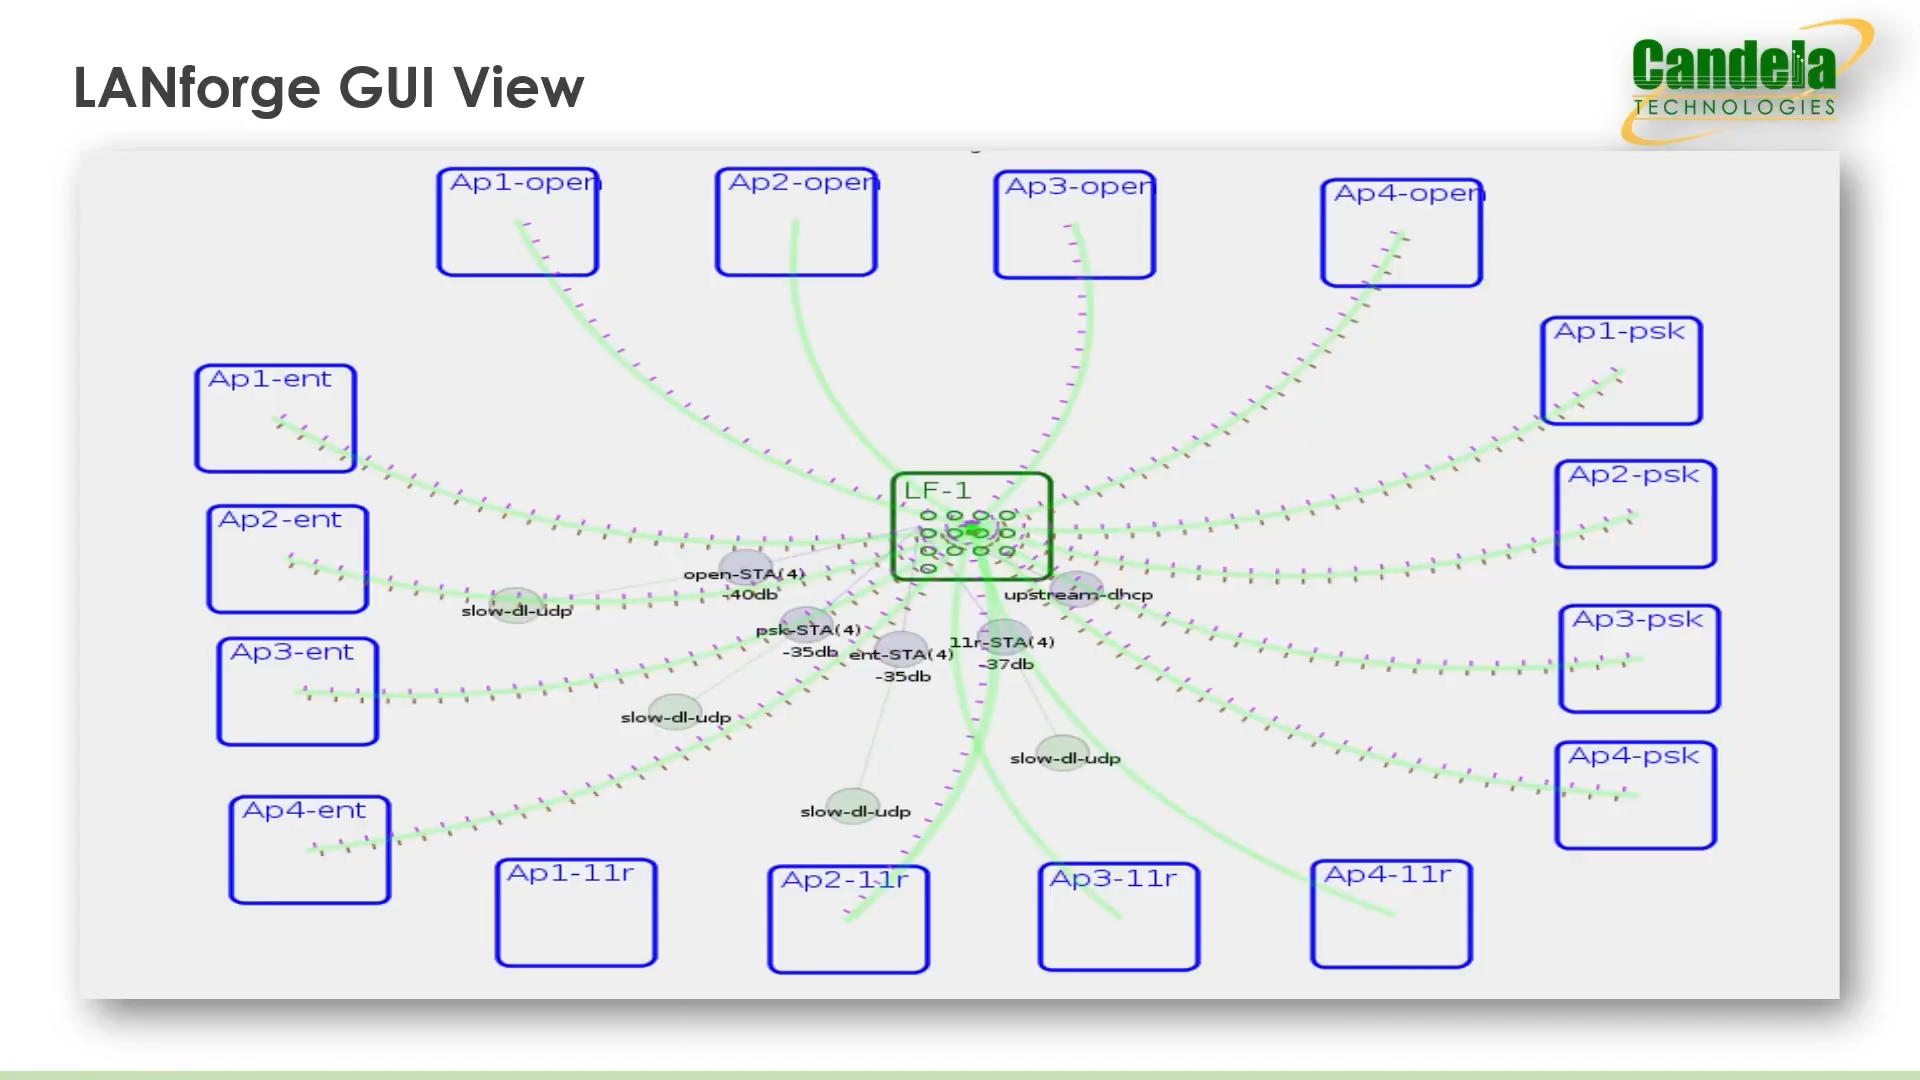 LANforge GUI View
Candela
TECHNOLOGIES
Ap1-open
Ap2-open
Ap3-open
Ap4-open
Ap1-psk
Ap1-ent
Ap2-psk
LF-1
Ap2-ent
open-STA(4)
-40db
upstream-dhcp
slow-dl-udp
psk-STA(4)
-35db
ent-STA(4)
-35db
11r-STA(4)
-37db
Ap3-psk
Ap3-ent
slow-dl-udp
slow-dl-udp
Ap4-psk
slow-dl-udp
Ap4-ent
Ap1-11r
Ap2-11r
Ap3-11r
Ap4-11r